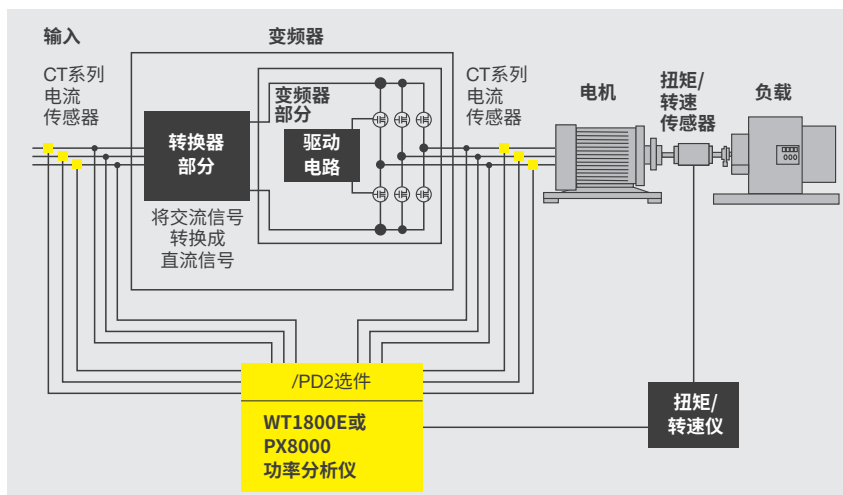 输入
变频器
CT系列
电流
传感器
变频器
部分
转换器
部分
驱动
电路
将交流信号
转换成
直流信号
CT系列
电流
传感器
电机
扭矩/
转速
传感器
负载
/PD2选件
WT1800E或
PX8000
功率分析仪
扭矩/
转速仪